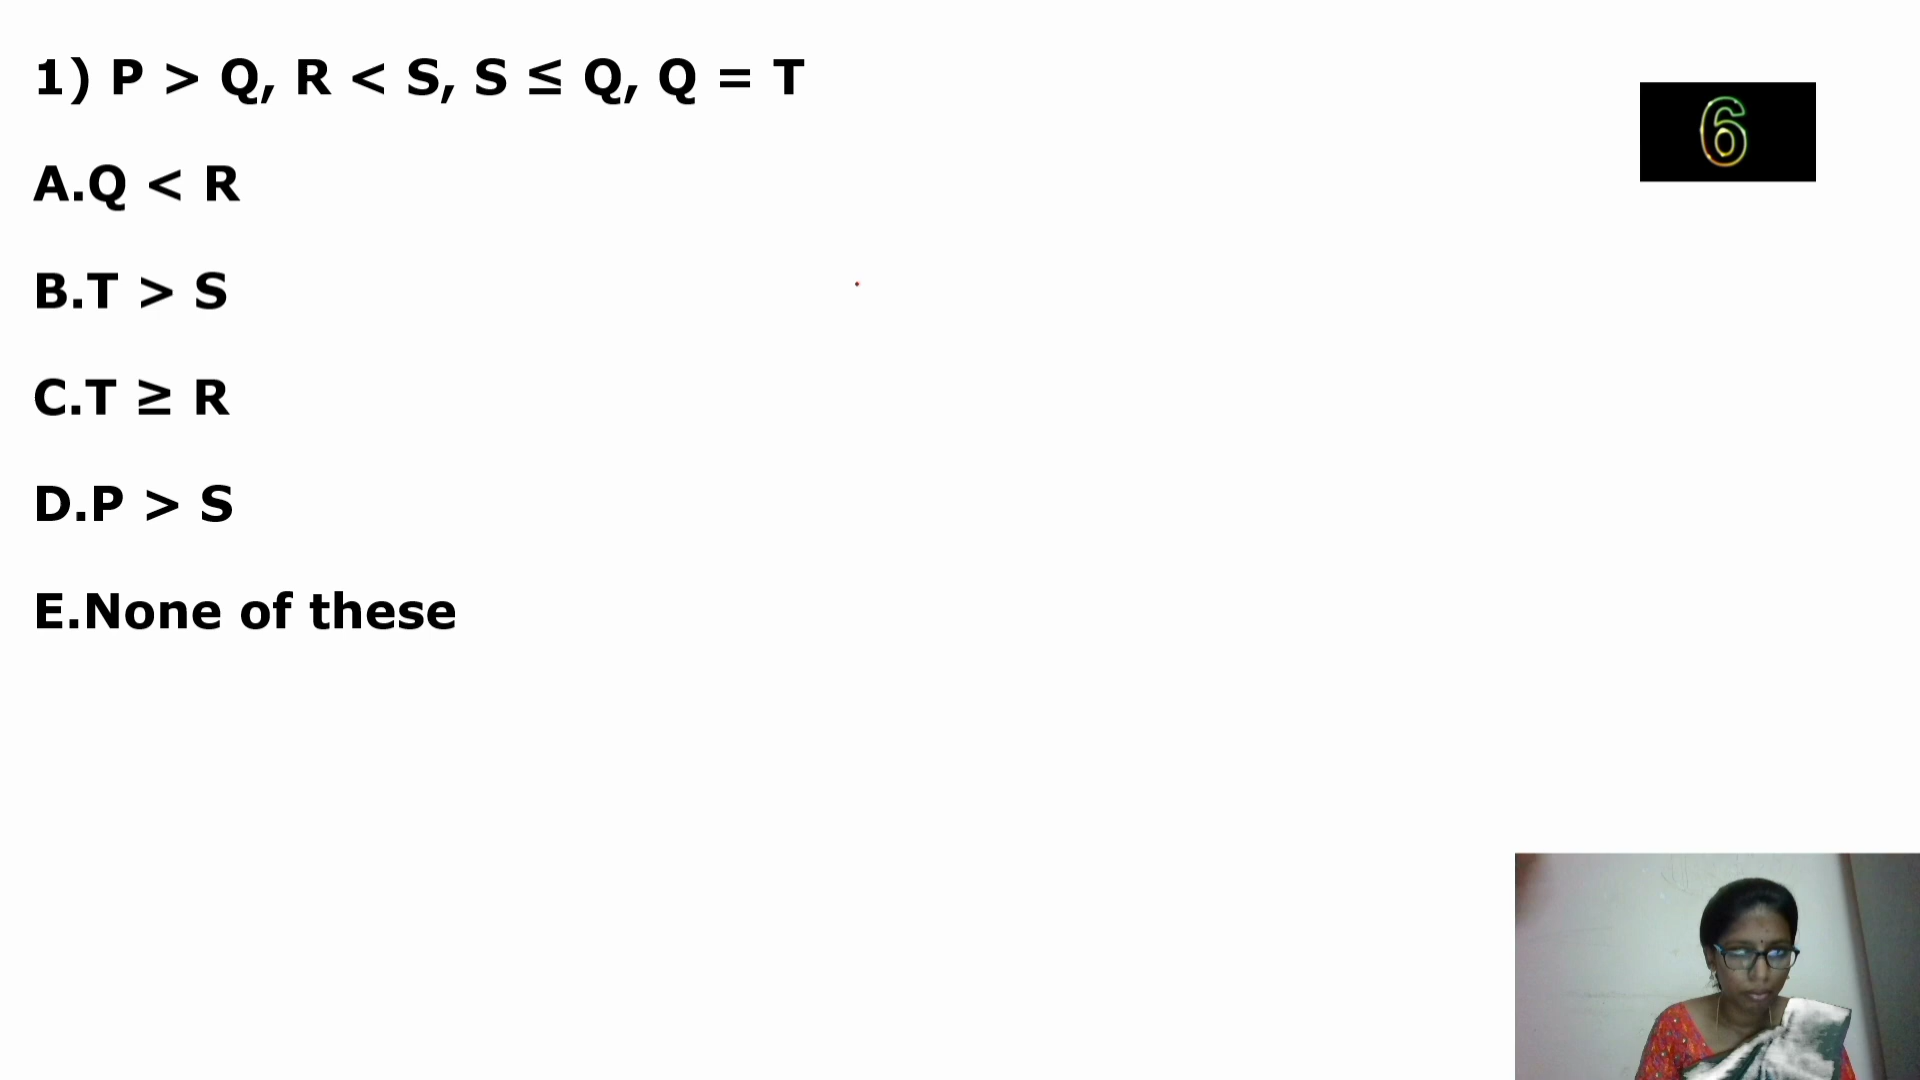 1) P > Q, R < S, S ≤ Q, Q = T
6
A.Q < R
B.T > S
C.T ≥ R
D.P > S
E.None of these